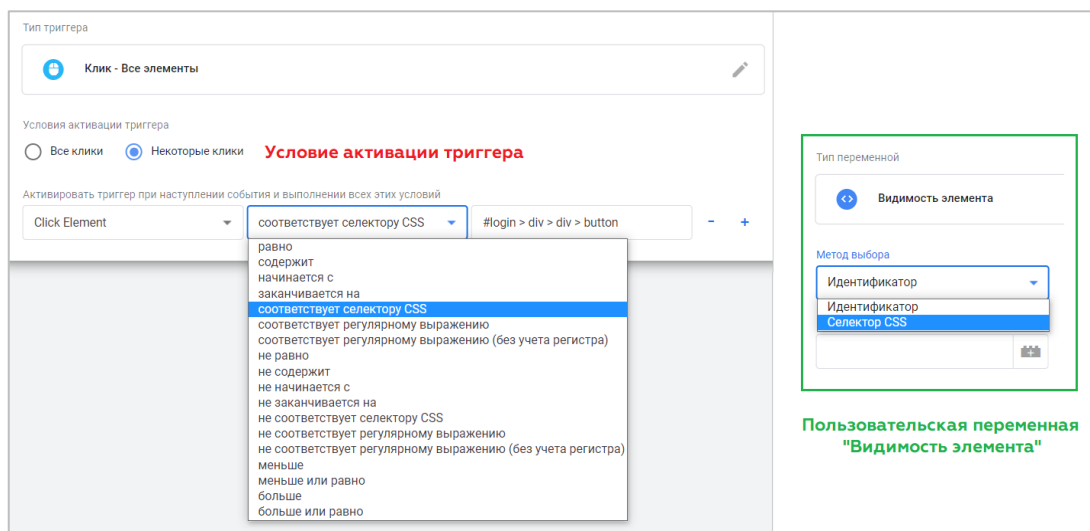 Тип триггера
Клик - Все элементы
Условия активации триггера
Все клики
Некоторые клики
Условие активации триггера
Активировать триггер при наступлении события и выполнении всех этих условий
Click Element
соответствует селектору CSS
#login > div > div > button
-
+
равно
содержит
начинается с
заканчивается на
соответствует селектору CSS
соответствует регулярному выражению
соответствует регулярному выражению (без учета регистра)
не равно
не содержит
не начинается с
не заканчивается на
не соответствует селектору CSS
не соответствует регулярному выражению
не соответствует регулярному выражению (без учета регистра)
меньше
меньше или равно
больше
больше или равно
Тип переменной
Видимость элемента
Метод выбора
Идентификатор
Идентификатор
Селектор CSS
Пользовательская переменная
"Видимость элемента"